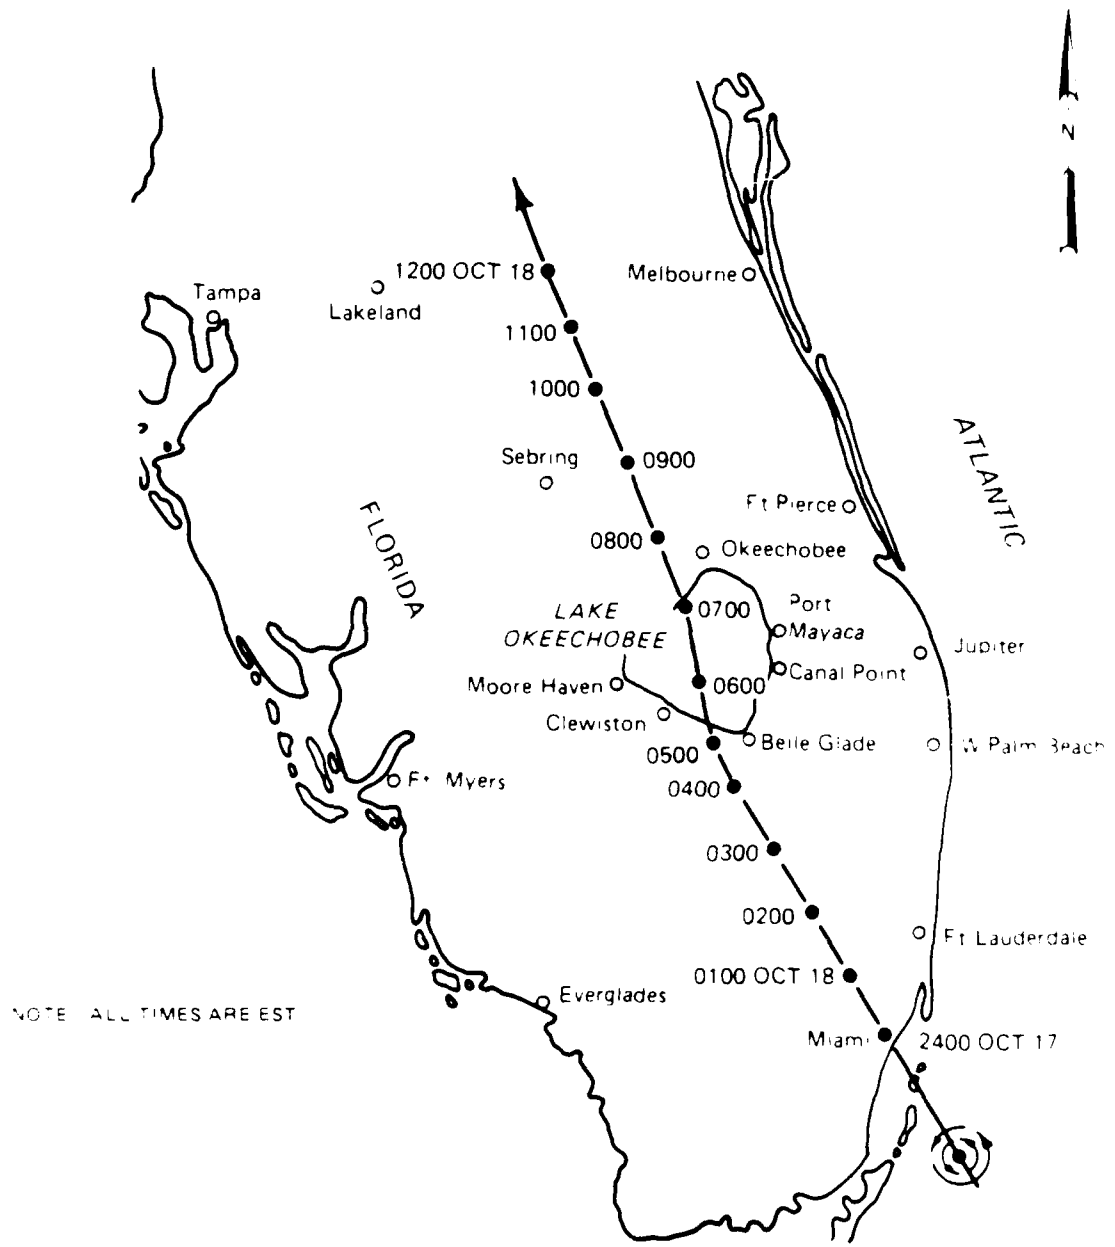 N
1200 OCT 18
Melbourne
Tampa
Lakeland
1100
1000
ATLANTIC
Sebring
0900
Ft Pierce
FLORIDA
0800
Okeechobee
LAKE
OKEECHOBEE
0700
Port
Mayaca
Jupiter
Moore Haven
0600
Canal Point
Clewiston
0500
Belle Glade
W Palm Beach
Ft Myers
0400
0300
0200
Ft Lauderdale
0100 OCT 18
Everglades
NOTE ALL TIMES ARE EST
Miami
2400 OCT 17